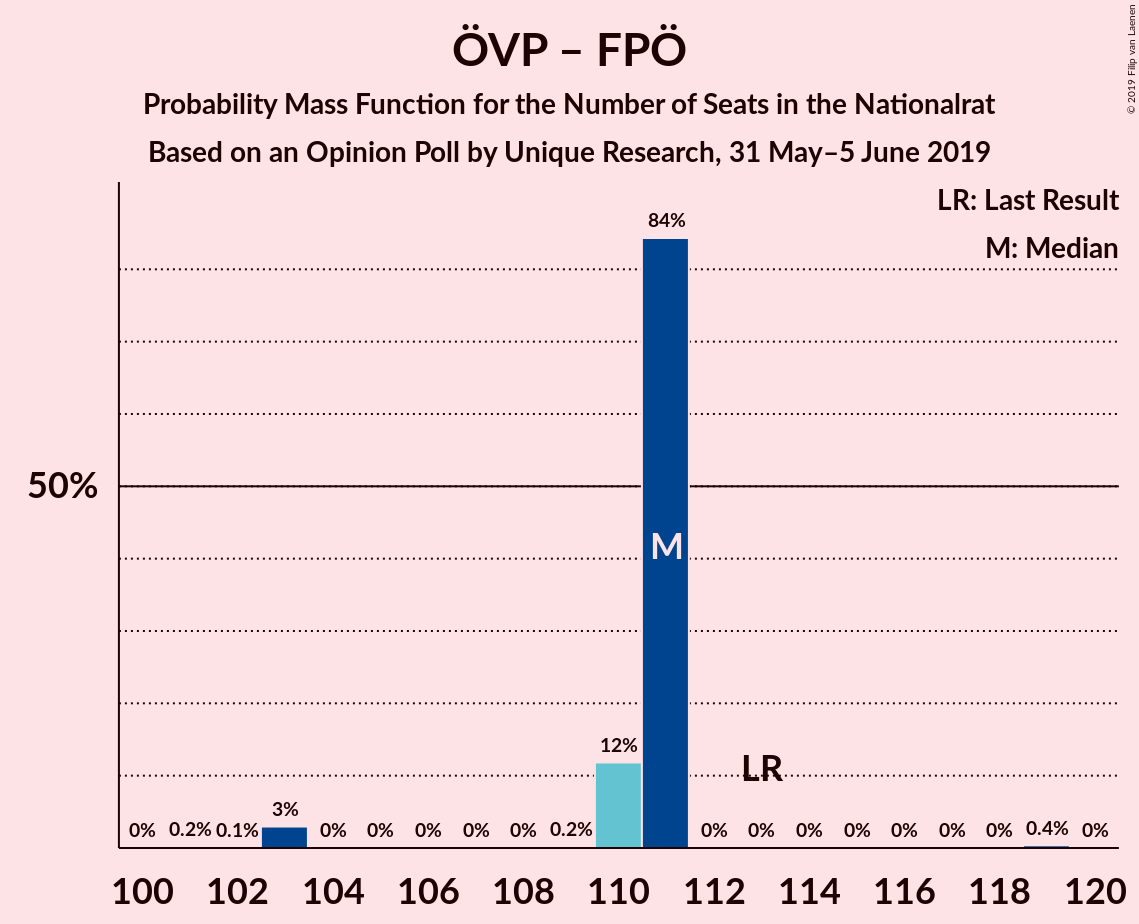 ÖVP – FPÖ
Probability Mass Function for the Number of Seats in the Nationalrat
Based on an Opinion Poll by Unique Research, 31 May–5 June 2019
© 2019 Filip van Laenen
LR: Last Result
M: Median
84%
50%
M
12%
LR
3%
0% 0.2% 0.1% 0% 0% 0% 0% 0% 0.2% 0% 0% 0% 0% 0% 0% 0% 0.4% 0%
100 102 104 106 108 110 112 114 116 118 120